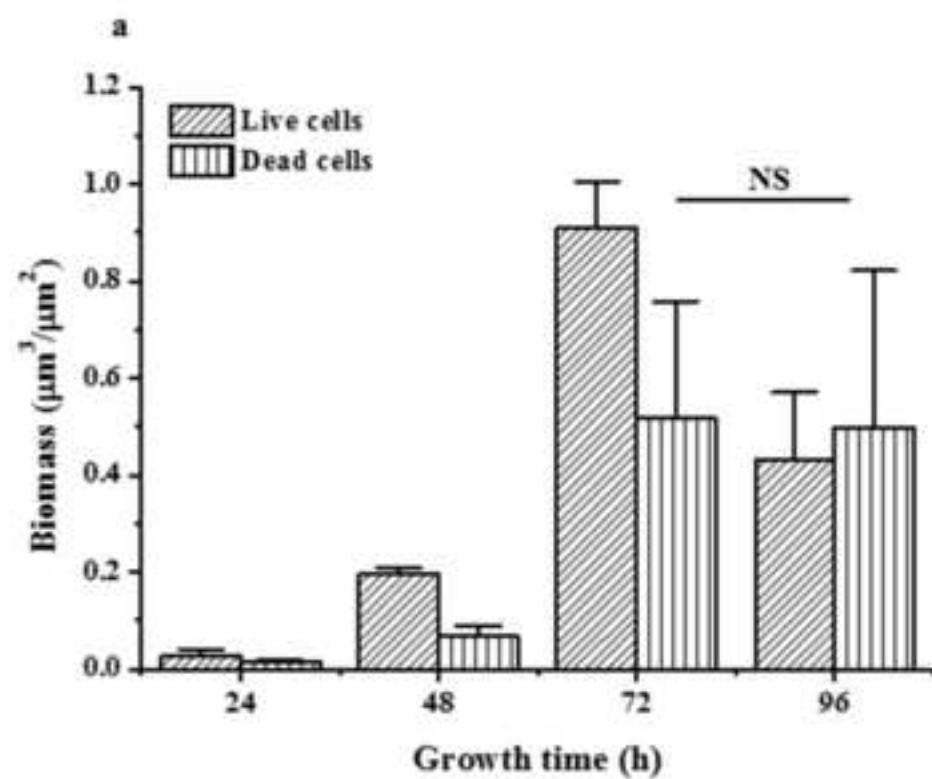 a
1.2
1.0
0.8
0.6
0.4
0.2
0.0
Biomass (μm³/μm²)
Live cells
Dead cells
NS
24 48 72 96
Growth time (h)